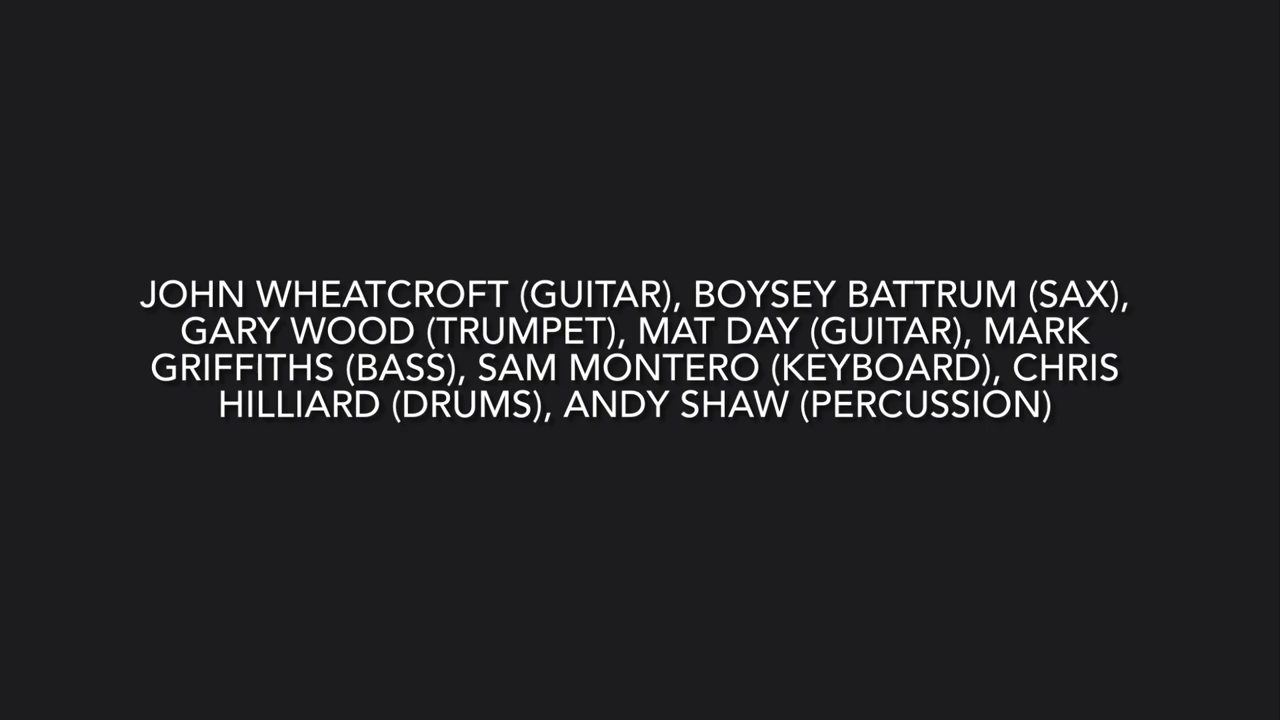 JOHN WHEATCROFT (GUITAR), BOYSEY BATTRUM (SAX),
GARY WOOD (TRUMPET), MAT DAY (GUITAR), MARK
GRIFFITHS (BASS), SAM MONTERO (KEYBOARD), CHRIS
HILLIARD (DRUMS), ANDY SHAW (PERCUSSION)